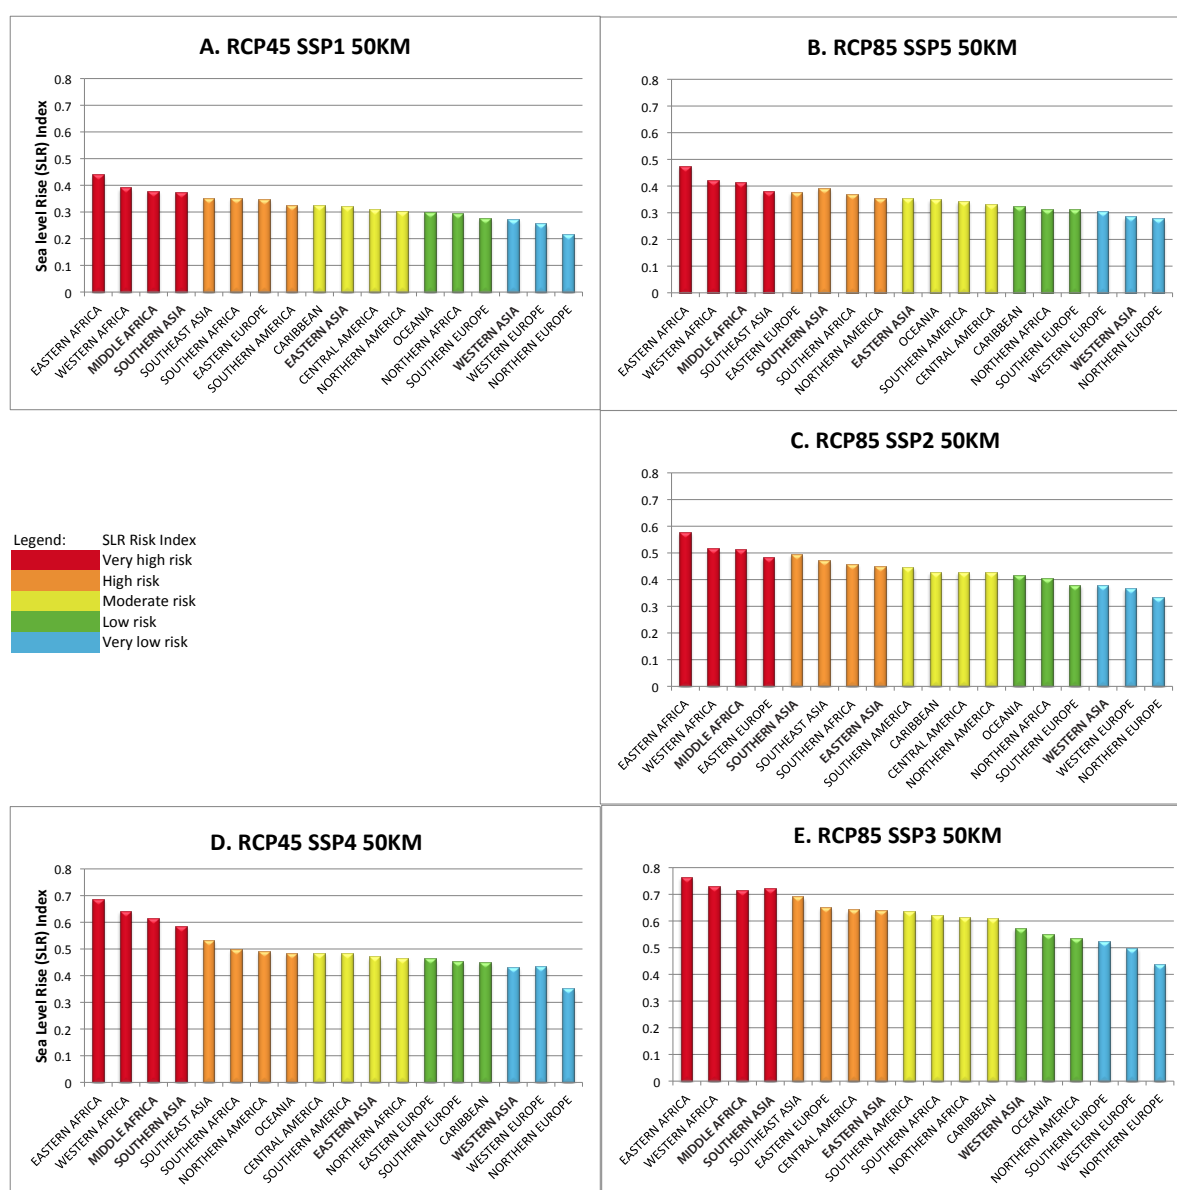 A. RCP45 SSP1 50KM
Sea level Rise (SLR) Index
0.8
0.7
0.6
0.5
0.4
0.3
0.2
0.1
0
EASTERN AFRICA
WESTERN AFRICA
MIDDLE AFRICA
SOUTHERN ASIA
SOUTHEAST ASIA
SOUTHERN AFRICA
EASTERN EUROPE
SOUTHERN AMERICA
CARIBBEAN
EASTERN ASIA
CENTRAL AMERICA
NORTHERN AMERICA
OCEANIA
NORTHERN AFRICA
SOUTHERN EUROPE
WESTERN ASIA
WESTERN EUROPE
NORTHERN EUROPE
B. RCP85 SSP5 50KM
0.8
0.7
0.6
0.5
0.4
0.3
0.2
0.1
0
EASTERN AFRICA
WESTERN AFRICA
MIDDLE AFRICA
SOUTHEAST ASIA
EASTERN EUROPE
SOUTHERN ASIA
SOUTHERN AFRICA
NORTHERN AMERICA
EASTERN ASIA
OCEANIA
SOUTHERN AMERICA
CENTRAL AMERICA
CARIBBEAN
NORTHERN AFRICA
SOUTHERN EUROPE
WESTERN EUROPE
WESTERN ASIA
NORTHERN EUROPE
C. RCP85 SSP2 50KM
0.8
0.7
0.6
0.5
0.4
0.3
0.2
0.1
0
EASTERN AFRICA
WESTERN AFRICA
MIDDLE AFRICA
EASTERN EUROPE
SOUTHERN ASIA
SOUTHEAST ASIA
SOUTHERN AFRICA
EASTERN ASIA
SOUTHERN AMERICA
CARIBBEAN
CENTRAL AMERICA
NORTHERN AMERICA
OCEANIA
NORTHERN AFRICA
SOUTHERN EUROPE
WESTERN ASIA
WESTERN EUROPE
NORTHERN EUROPE
Legend: SLR Risk Index
Very high risk
High risk
Moderate risk
Low risk
Very low risk
D. RCP45 SSP4 50KM
Sea Level Rise (SLR) Index
0.8
0.7
0.6
0.5
0.4
0.3
0.2
0.1
0
EASTERN AFRICA
WESTERN AFRICA
MIDDLE AFRICA
SOUTHERN ASIA
SOUTHEAST ASIA
SOUTHERN AFRICA
NORTHERN AMERICA
OCEANIA
CENTRAL AMERICA
SOUTHERN AMERICA
EASTERN ASIA
NORTHERN AFRICA
EASTERN EUROPE
SOUTHERN EUROPE
CARIBBEAN
WESTERN ASIA
WESTERN EUROPE
NORTHERN EUROPE
E. RCP85 SSP3 50KM
0.8
0.7
0.6
0.5
0.4
0.3
0.2
0.1
0
EASTERN AFRICA
WESTERN AFRICA
MIDDLE AFRICA
SOUTHERN ASIA
SOUTHEAST ASIA
EASTERN EUROPE
CENTRAL AMERICA
EASTERN ASIA
SOUTHERN AMERICA
SOUTHERN AFRICA
NORTHERN AFRICA
CARIBBEAN
WESTERN ASIA
OCEANIA
NORTHERN AMERICA
SOUTHERN EUROPE
WESTERN EUROPE
NORTHERN EUROPE